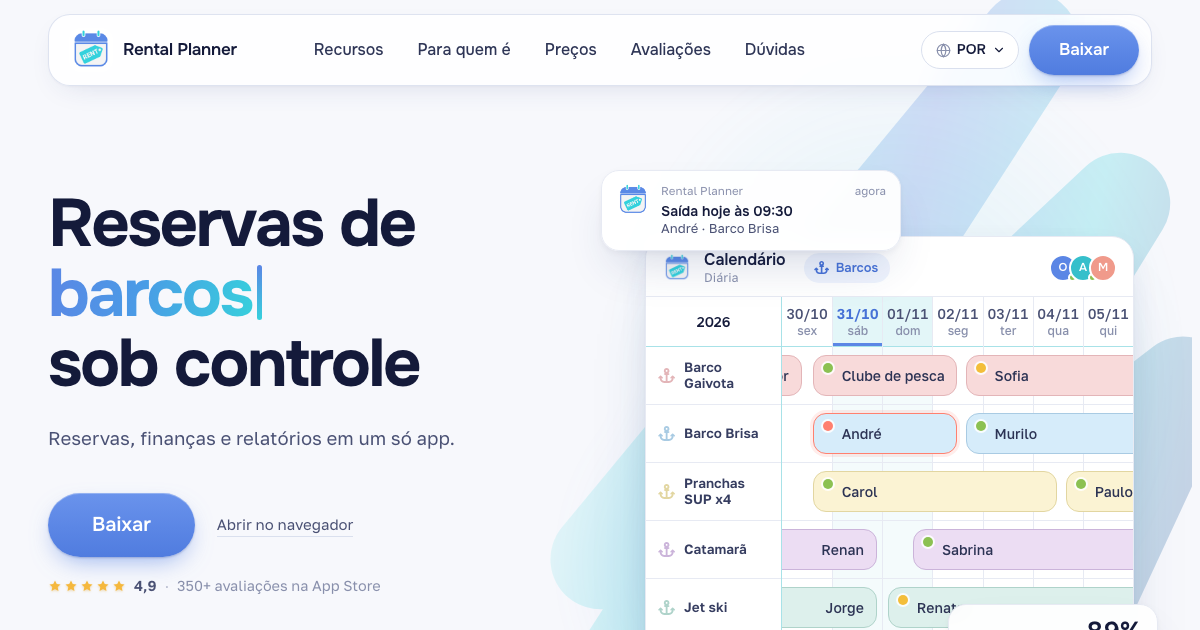 Rental Planner
Recursos
Para quem é
Preços
Avaliações
Dúvidas
POR
Baixar
Reservas de
barcos
sob controle
Reservas, finanças e relatórios em um só app.
Baixar
Abrir no navegador
4,9 · 350+ avaliações na App Store
Rental Planner agora
Saída hoje às 09:30
André · Barco Brisa
Calendário
Diária
Barcos
O A M
2026
30/10 31/10 01/11 02/11 03/11 04/11 05/11
sex sáb dom seg ter qua qui
Barco
Gaivota
Clube de pesca
Sofia
Barco Brisa
André
Murilo
Pranchas
SUP x4
Carol
Paulo
Catamarã
Renan
Sabrina
Jet ski
Jorge
89%